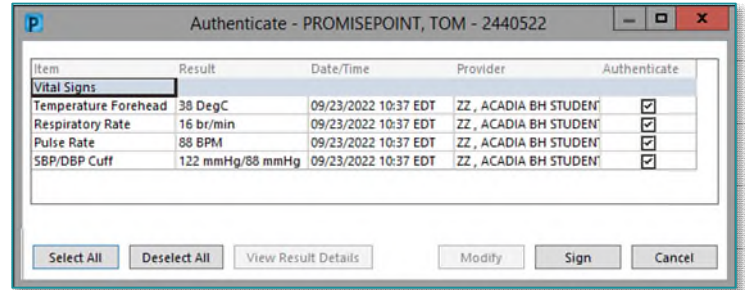 P Authenticate - PROMISEPOINT, TOM - 2440522
Item Result Date/Time Provider Authenticate
Vital Signs
Temperature Forehead 38 DegC 09/23/2022 10:37 EDT ZZ , ACADIA BH STUDEN
Respiratory Rate 16 br/min 09/23/2022 10:37 EDT ZZ , ACADIA BH STUDEN
Pulse Rate 88 BPM 09/23/2022 10:37 EDT ZZ , ACADIA BH STUDEN
SBP/DBP Cuff 122 mmHg/88 mmHg 09/23/2022 10:37 EDT ZZ , ACADIA BH STUDEN
Select All Deselect All View Result Details Modify Sign Cancel